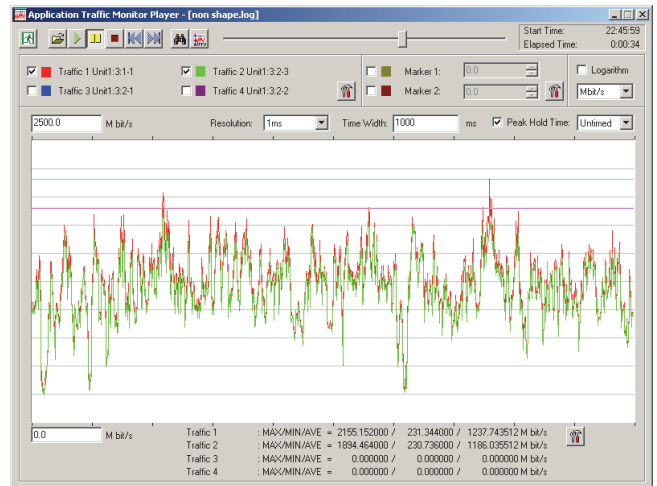 Application Traffic Monitor Player - [non shape.log]
AUTO
Start Time: 22:45:59
Elapsed Time: 0:00:34
Traffic 1 Unit1:3:1-1 Traffic 2 Unit1:3:2-3 Marker 1: 0.0 Logarithm
Traffic 3 Unit1:3:2-1 Traffic 4 Unit1:3:2-2 Marker 2: 0.0 Mbit/s
2500.0 M bit/s Resolution: 1ms Time Width: 1000 ms Peak Hold Time: Untimed
0.0 M bit/s
Traffic 1 : MAX/MIN/AVE = 2155.152000 / 231.344000 / 1237.743512 M bit/s
Traffic 2 : MAX/MIN/AVE = 1894.464000 / 230.736000 / 1186.035512 M bit/s
Traffic 3 : MAX/MIN/AVE = 0.000000 / 0.000000 / 0.000000 M bit/s
Traffic 4 : MAX/MIN/AVE = 0.000000 / 0.000000 / 0.000000 M bit/s